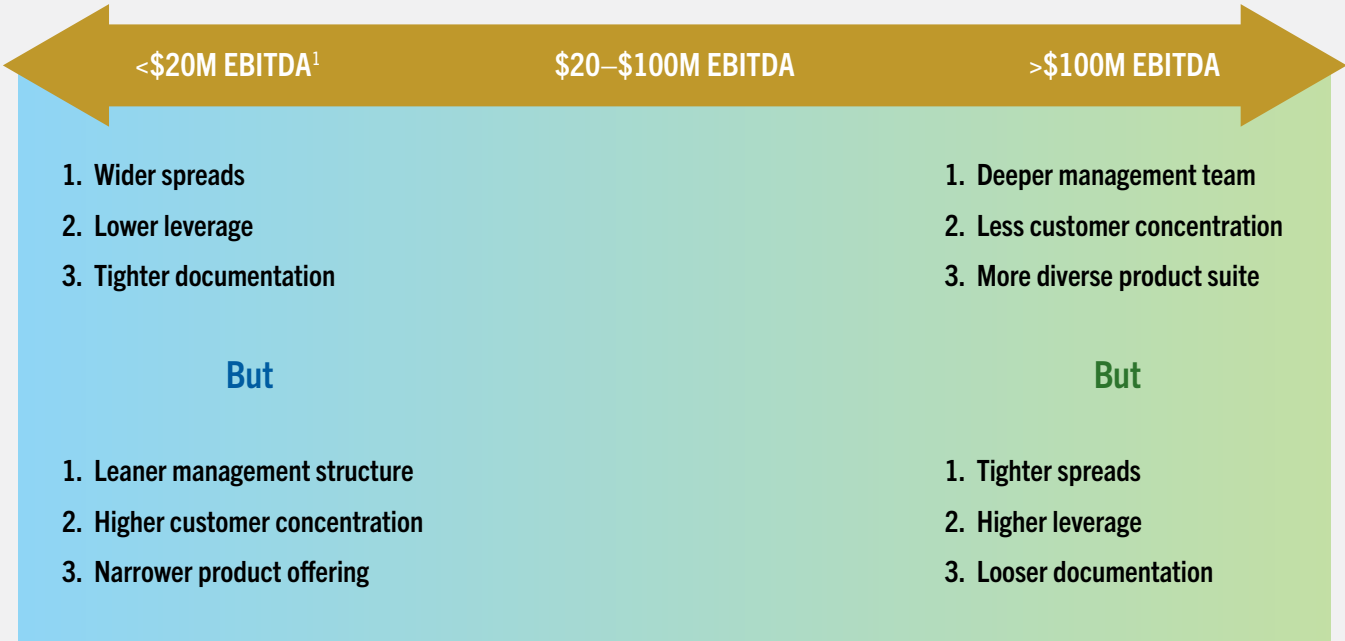 <$20M EBITDA1
$20–$100M EBITDA
>$100M EBITDA
1. Wider spreads
2. Lower leverage
3. Tighter documentation
But
1. Leaner management structure
2. Higher customer concentration
3. Narrower product offering
1. Deeper management team
2. Less customer concentration
3. More diverse product suite
But
1. Tighter spreads
2. Higher leverage
3. Looser documentation